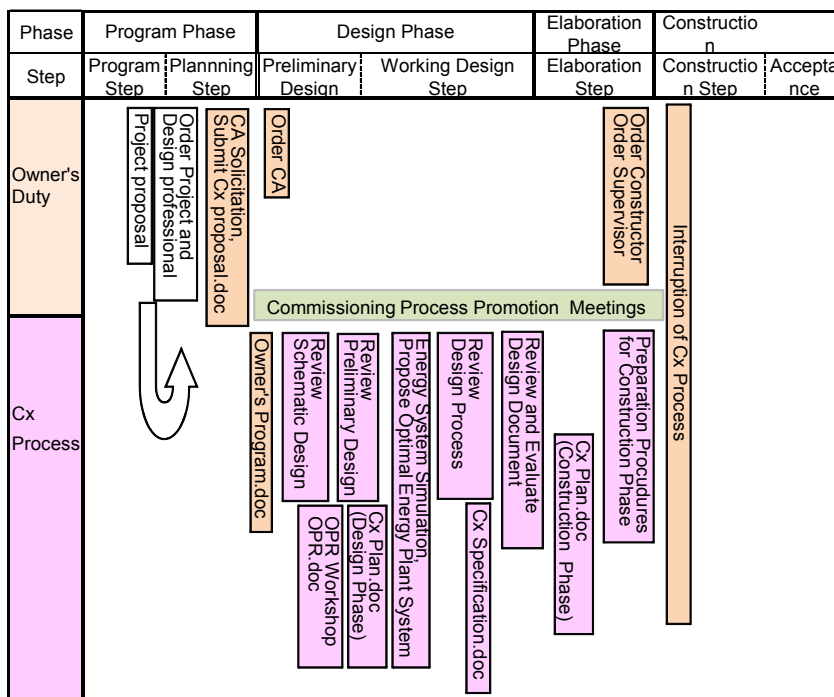 Phase
Program Phase
Design Phase
Elaboration
Phase
Constructio
n
Step
Program
Step
Plannning
Step
Preliminary
Design
Working Design
Step
Elaboration
Step
Constructio
n Step
Accepta
nce
Owner's
Duty
Project proposal
Order Project and
Design professional
CA Solicitation,
Submit Cx proposal.doc
Order CA
Order Constructor
Order Supervisor
Interruption of Cx Process
Commissioning Process Promotion Meetings
Cx
Process
Owner's Program.doc
Review
Schematic Design
Review
Preliminary Design
Energy System Simulation,
Propose Optimal Energy Plant System
Review
Design Process
Review and Evaluate
Design Document
Preparation Procudures
for Construction Phase
OPR Workshop
OPR.doc
Cx Plan.doc
(Design Phase)
Cx Specification.doc
Cx Plan.doc
(Construction Phase)